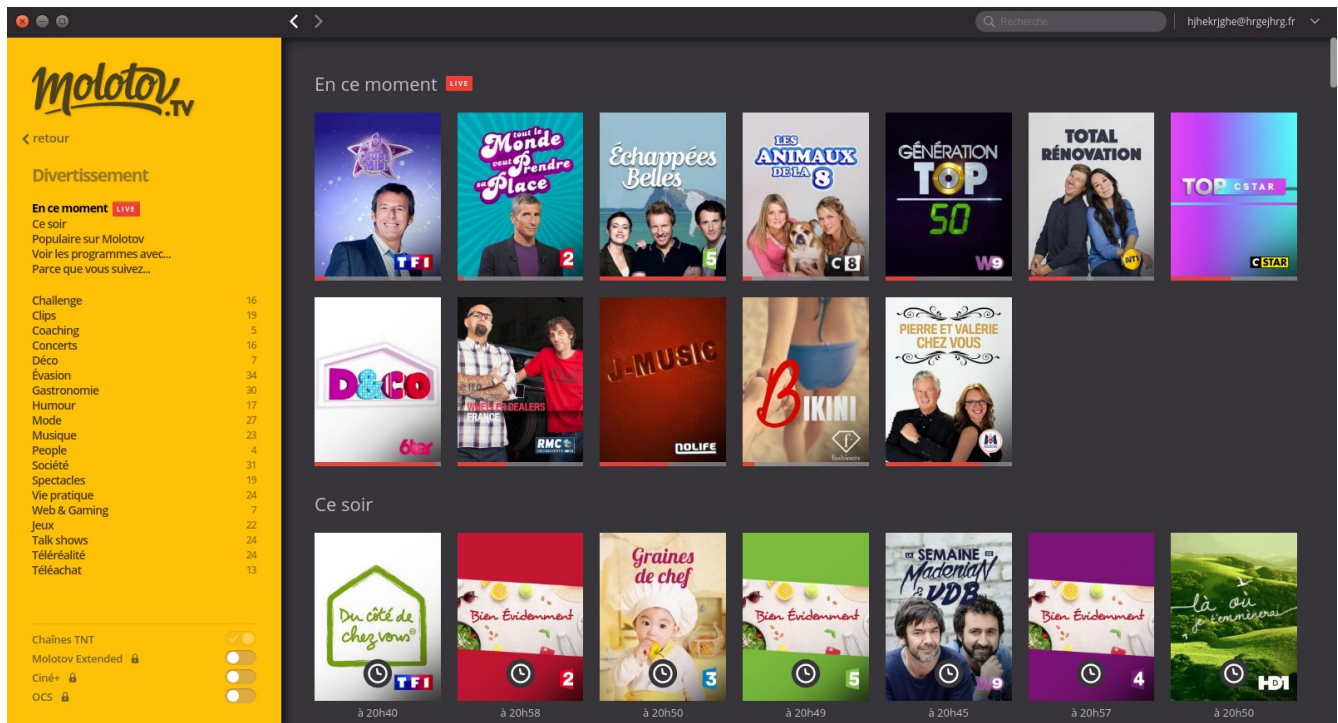 Recherche
hjhekrjghe@hrgejhrg.fr
molotov.TV
retour
Divertissement
En ce moment LIVE
Ce soir
Populaire sur Molotov
Voir les programmes avec...
Parce que vous suivez...
Challenge 16
Clips 19
Coaching 5
Concerts 16
Déco 7
Évasion 34
Gastronomie 30
Humour 17
Mode 27
Musique 23
People 4
Société 31
Spectacles 19
Vie pratique 24
Web & Gaming 7
Jeux 22
Talk shows 24
Téléréalité 24
Téléachat 13
Chaînes TNT
Molotov Extended
Ciné+
OCS
En ce moment LIVE
TF1
tout le
Monde
veut Prendre
sa Place
2
Échappées
Belles
5
LES
ANIMAUX
DE LA 8
C8
GÉNÉRATION
TOP
50
W9
TOTAL
RÉNOVATION
NT1
TOP CSTAR
CSTAR
D&CO
6ter
WHEELER DEALERS
FRANCE
RMC
DÉCOUVERTE
J-MUSIC
NOLIFE
BIKINI
f
fashiontv
PIERRE ET VALÉRIE
CHEZ VOUS
Ce soir
Du côté de
chez vous
TF1
à 20h40
Bien Évidemment
2
à 20h58
Graines
de chef
3
à 20h50
Bien Évidemment
5
à 20h49
LA SEMAINE DE
Madenian
& VDB
W9
à 20h45
Bien Évidemment
4
à 20h57
là où
je t'emmènerai
HD1
à 20h50